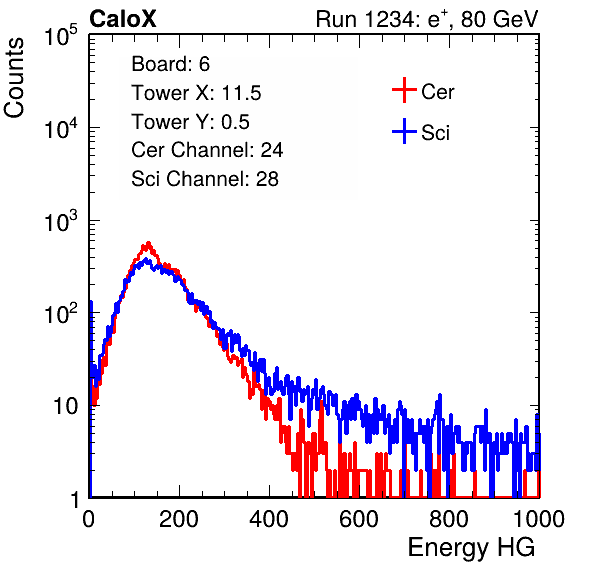 CaloX Run 1234: e⁺, 80 GeV
Counts
10⁵
10⁴
10³
10²
10
1
Board: 6
Tower X: 11.5
Tower Y: 0.5
Cer Channel: 24
Sci Channel: 28
Cer
Sci
0 200 400 600 800 1000
Energy HG